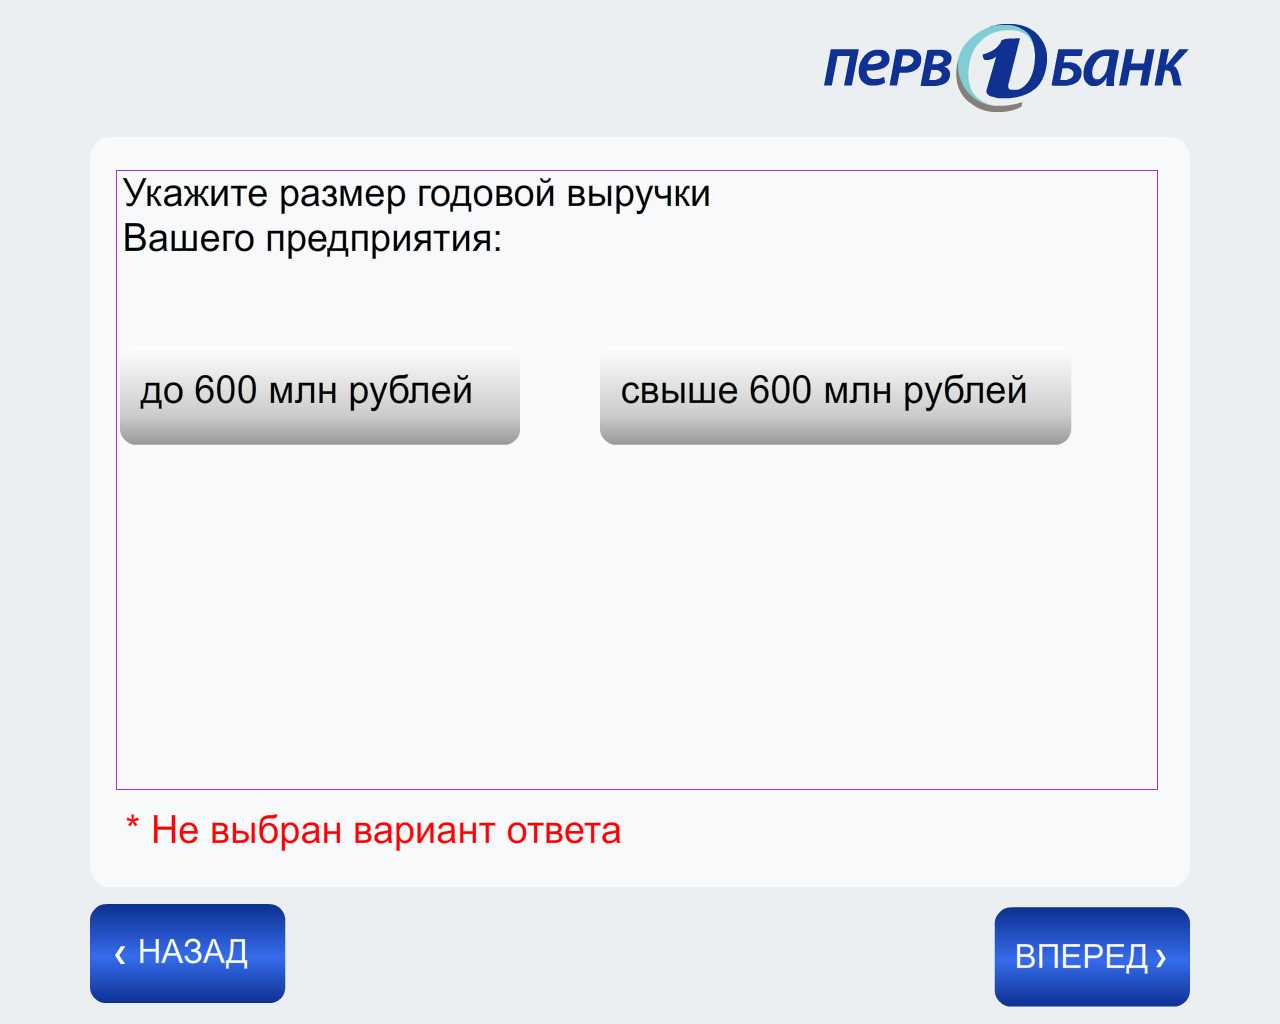 ПЕРВ1БАНК
Укажите размер годовой выручки
Вашего предприятия:
до 600 млн рублей
свыше 600 млн рублей
* Не выбран вариант ответа
‹ НАЗАД
ВПЕРЕД ›